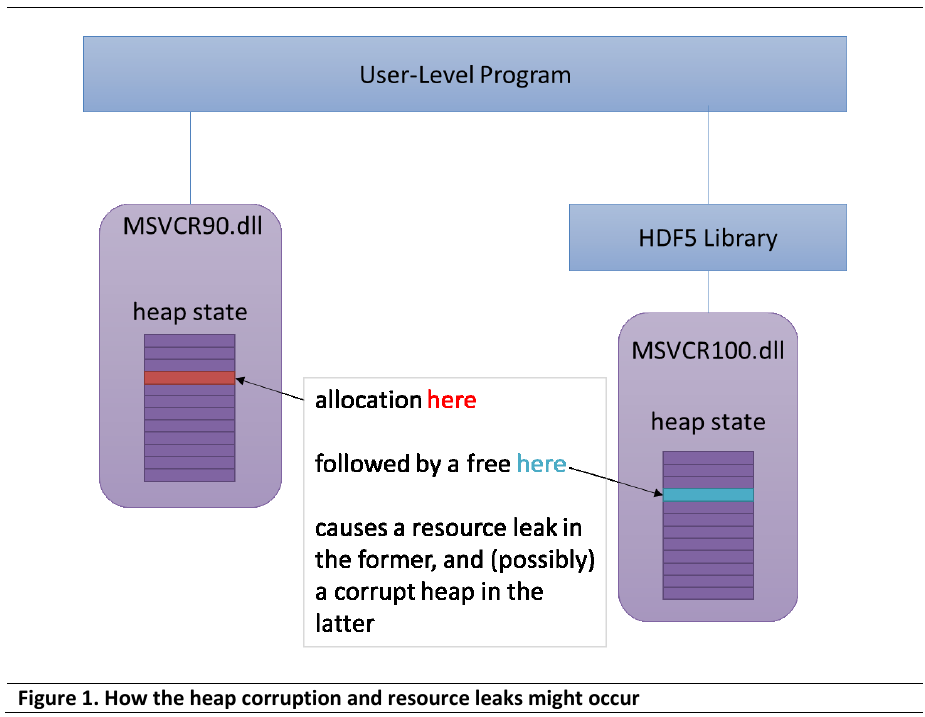 User-Level Program
MSVCR90.dll
heap state
HDF5 Library
MSVCR100.dll
heap state
allocation here
followed by a free here
causes a resource leak in
the former, and (possibly)
a corrupt heap in the
latter
Figure 1. How the heap corruption and resource leaks might occur